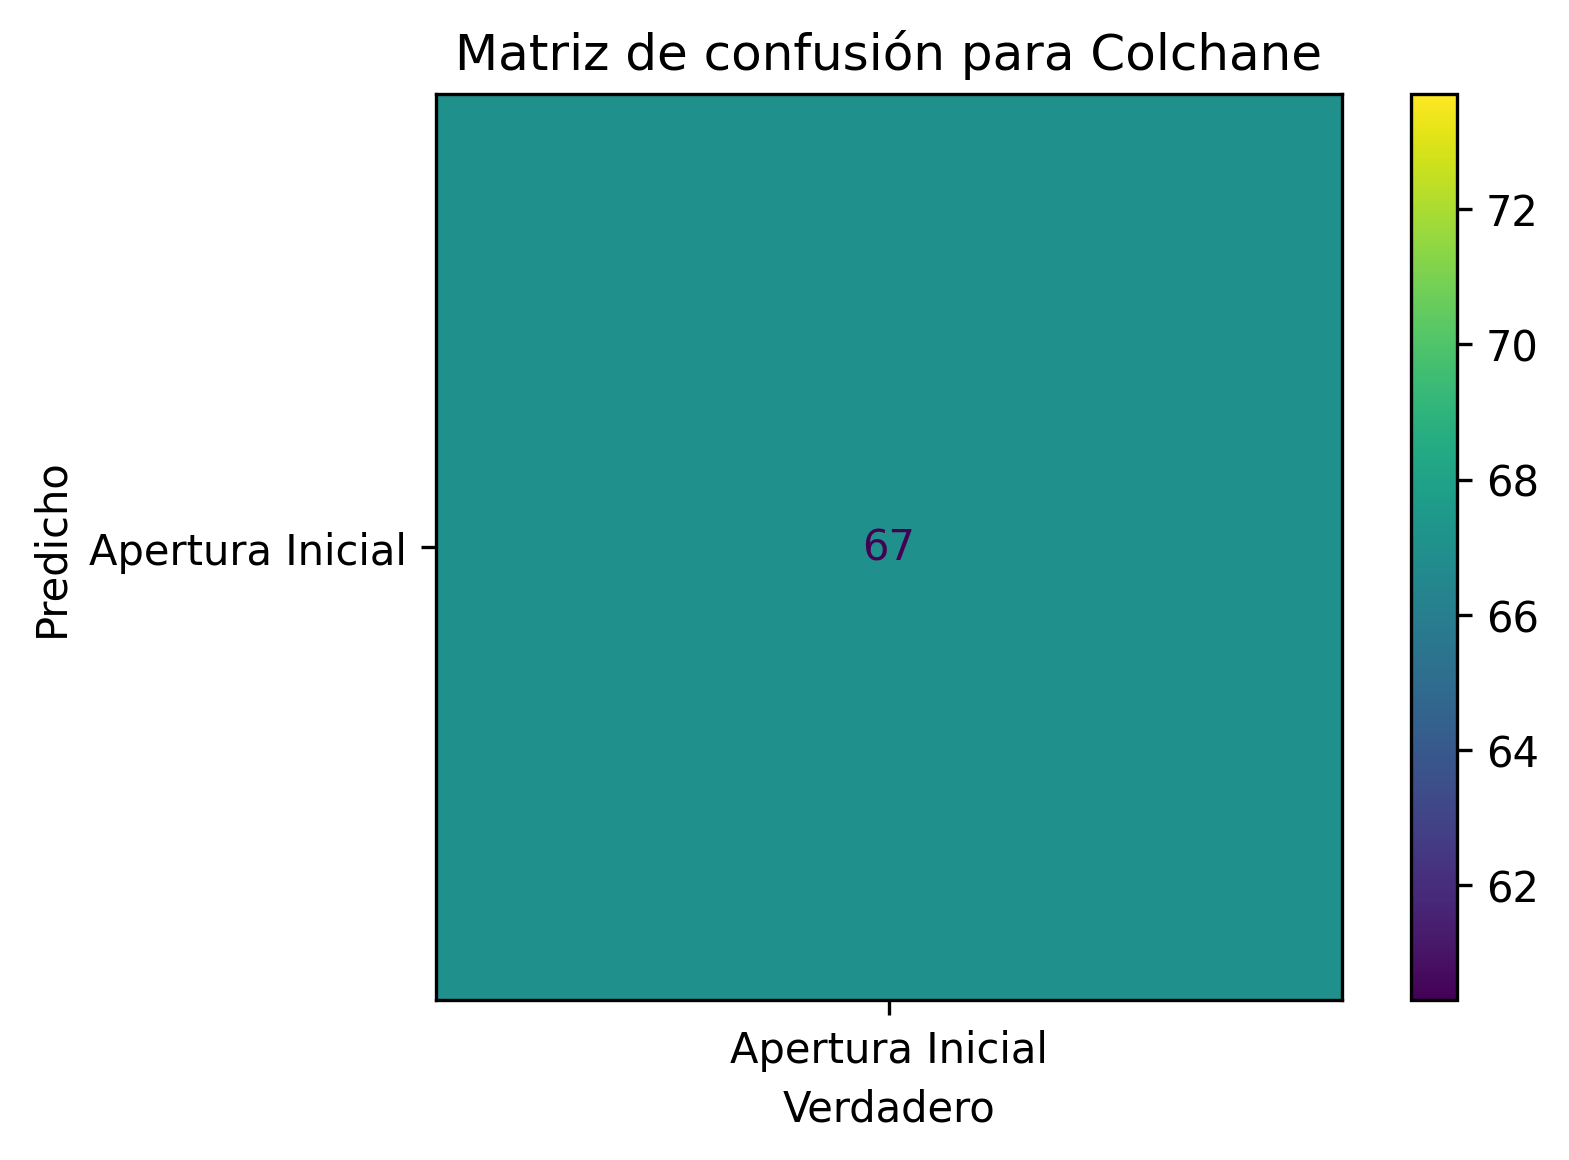 Matriz de confusión para Colchane
Predicho
Apertura Inicial
67
72
70
68
66
64
62
Apertura Inicial
Verdadero